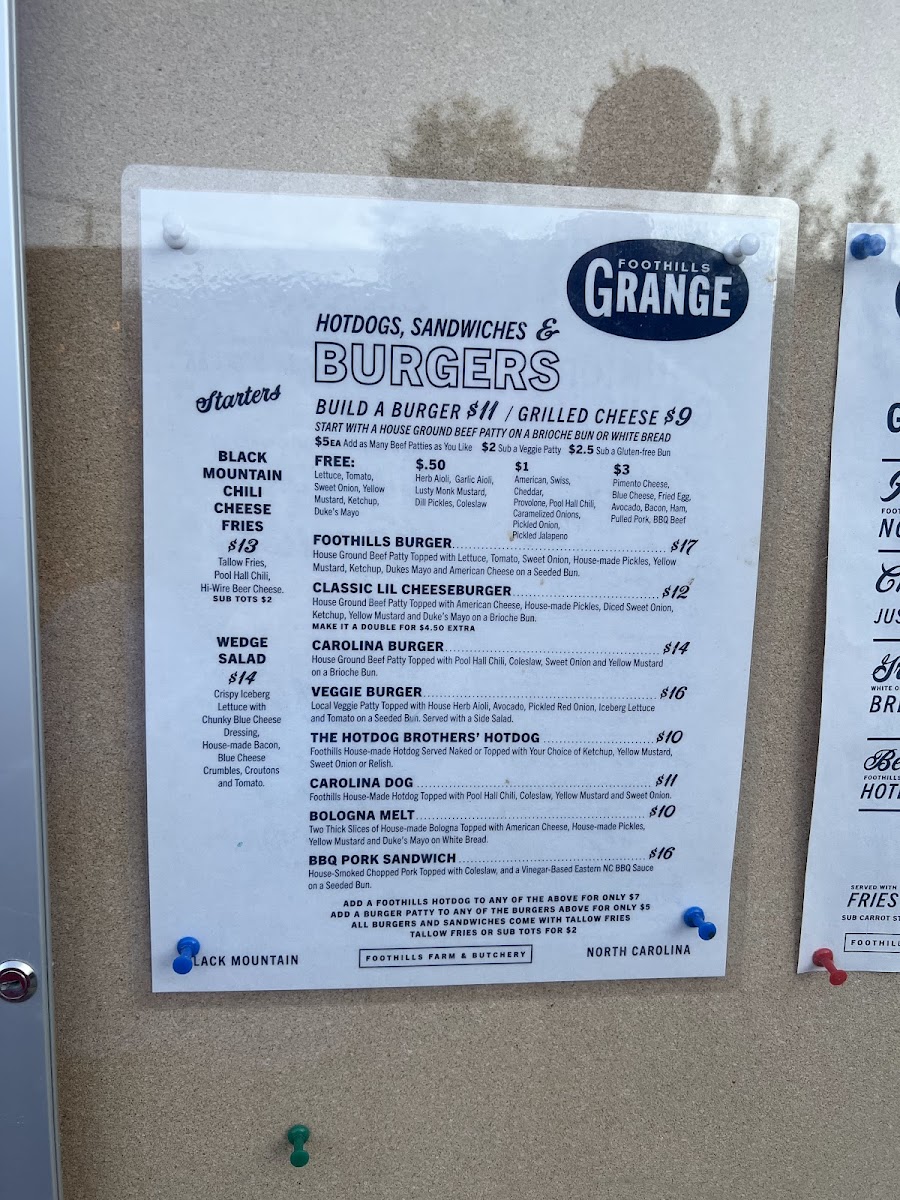 FOOTHILLS
GRANGE
HOTDOGS, SANDWICHES &
BURGERS
BUILD A BURGER $11 / GRILLED CHEESE $9
START WITH A HOUSE GROUND BEEF PATTY ON A BRIOCHE BUN OR WHITE BREAD
$5EA Add as Many Beef Patties as You Like $2 Sub a Veggie Patty $2.5 Sub a Gluten-free Bun
FREE:
Lettuce, Tomato,
Sweet Onion, Yellow
Mustard, Ketchup,
Duke's Mayo
$.50
Herb Aioli, Garlic Aioli,
Lusty Monk Mustard,
Dill Pickles, Coleslaw
$1
American, Swiss,
Cheddar,
Provolone, Pool Hall Chili,
Caramelized Onions,
Pickled Onion,
Pickled Jalapeno
$3
Pimento Cheese,
Blue Cheese, Fried Egg,
Avocado, Bacon, Ham,
Pulled Pork, BBQ Beef
Starters
BLACK
MOUNTAIN
CHILI
CHEESE
FRIES
$13
Tallow Fries,
Pool Hall Chili,
Hi-Wire Beer Cheese.
SUB TOTS $2
WEDGE
SALAD
$14
Crispy Iceberg
Lettuce with
Chunky Blue Cheese
Dressing,
House-made Bacon,
Blue Cheese
Crumbles, Croutons
and Tomato.
FOOTHILLS BURGER $17
House Ground Beef Patty Topped with Lettuce, Tomato, Sweet Onion, House-made Pickles, Yellow
Mustard, Ketchup, Dukes Mayo and American Cheese on a Seeded Bun.
CLASSIC LIL CHEESEBURGER $12
House Ground Beef Patty Topped with American Cheese, House-made Pickles, Diced Sweet Onion,
Ketchup, Yellow Mustard and Duke's Mayo on a Brioche Bun.
MAKE IT A DOUBLE FOR $4.50 EXTRA
CAROLINA BURGER $14
House Ground Beef Patty Topped with Pool Hall Chili, Coleslaw, Sweet Onion and Yellow Mustard
on a Brioche Bun.
VEGGIE BURGER $16
Local Veggie Patty Topped with House Herb Aioli, Avocado, Pickled Red Onion, Iceberg Lettuce
and Tomato on a Seeded Bun. Served with a Side Salad.
THE HOTDOG BROTHERS' HOTDOG $10
Foothills House-made Hotdog Served Naked or Topped with Your Choice of Ketchup, Yellow Mustard,
Sweet Onion or Relish.
CAROLINA DOG $11
Foothills House-Made Hotdog Topped with Pool Hall Chili, Coleslaw, Yellow Mustard and Sweet Onion.
BOLOGNA MELT $10
Two Thick Slices of House-made Bologna Topped with American Cheese, House-made Pickles,
Yellow Mustard and Duke's Mayo on White Bread.
BBQ PORK SANDWICH $16
House-Smoked Chopped Pork Topped with Coleslaw, and a Vinegar-Based Eastern NC BBQ Sauce
on a Seeded Bun.
ADD A FOOTHILLS HOTDOG TO ANY OF THE ABOVE FOR ONLY $7
ADD A BURGER PATTY TO ANY OF THE BURGERS ABOVE FOR ONLY $5
ALL BURGERS AND SANDWICHES COME WITH TALLOW FRIES
TALLOW FRIES OR SUB TOTS FOR $2
LACK MOUNTAIN
FOOTHILLS FARM & BUTCHERY
NORTH CAROLINA
SERVED WITH
FRIES
SUB CARROT ST
FOOTHILL